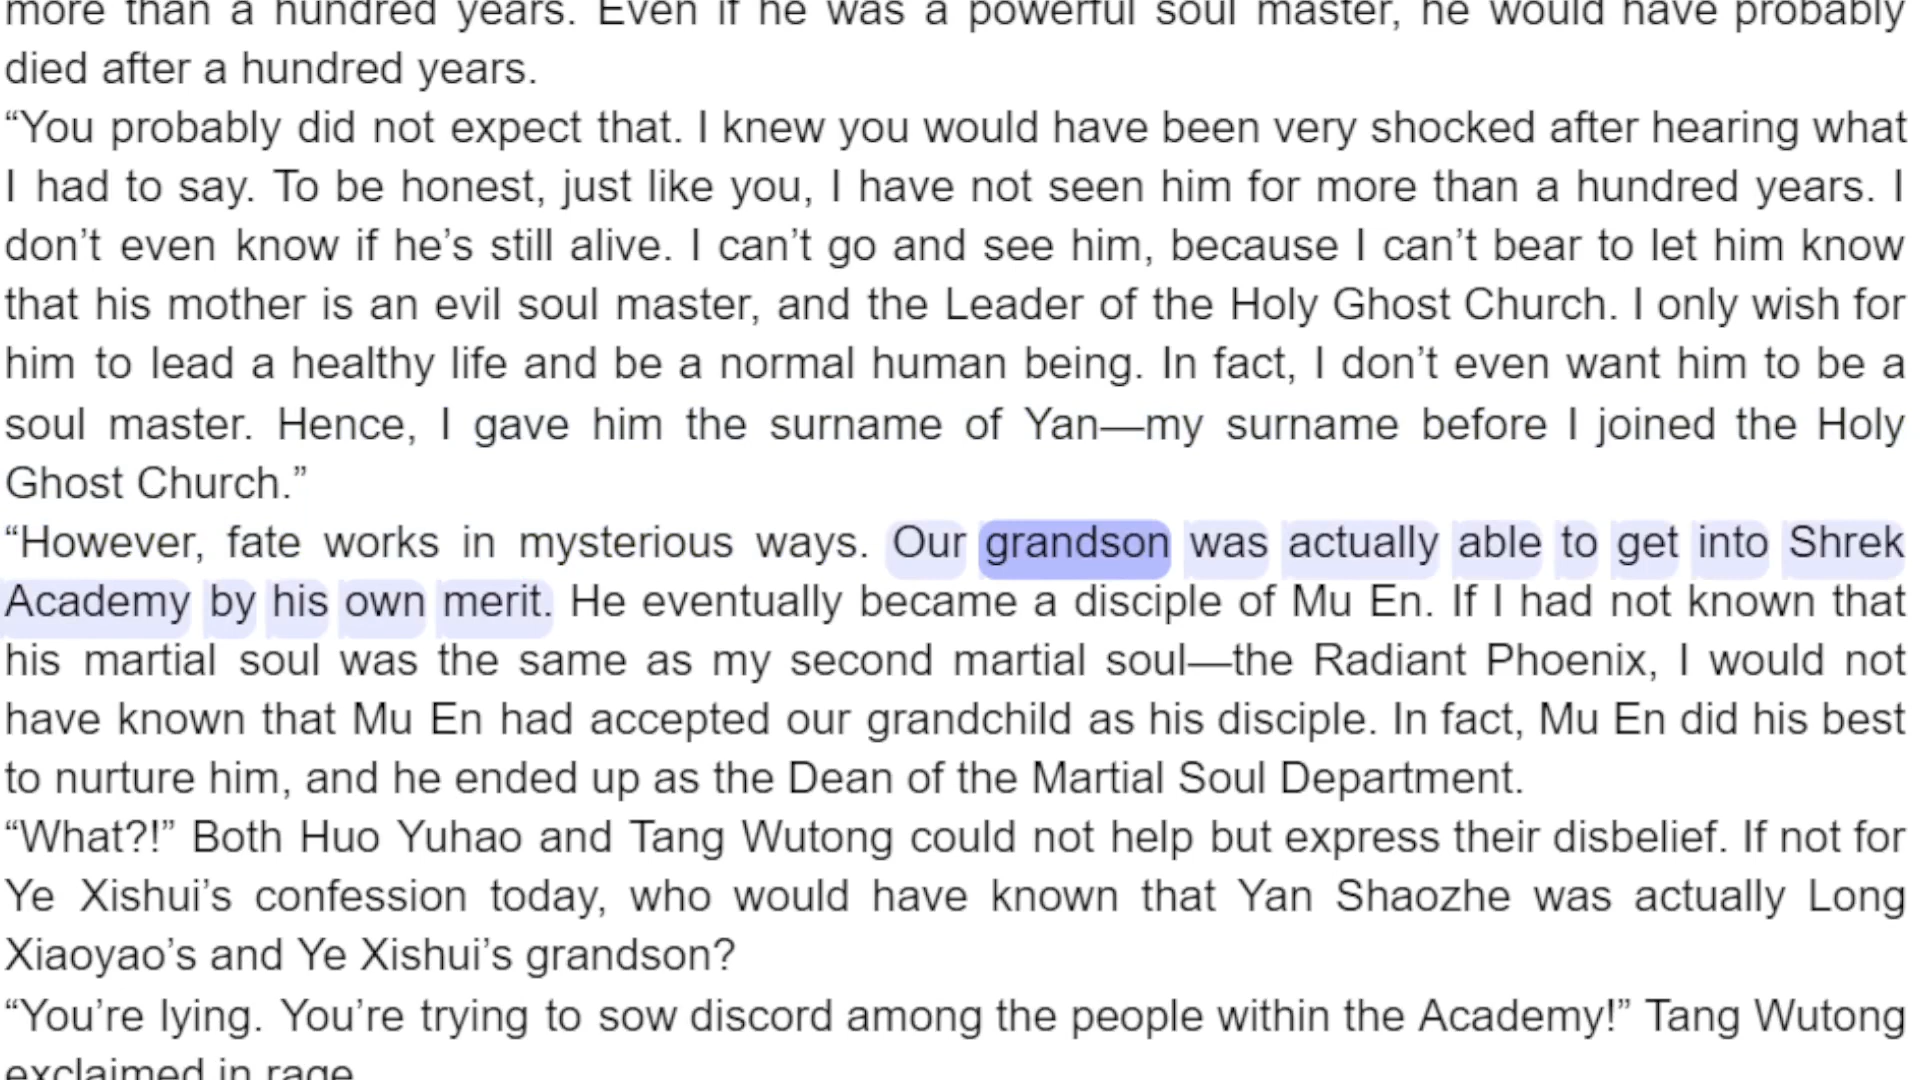 more than a hundred years. Even if he was a powerful soul master, he would have probably
died after a hundred years.
“You probably did not expect that. I knew you would have been very shocked after hearing what
I had to say. To be honest, just like you, I have not seen him for more than a hundred years. I
don’t even know if he’s still alive. I can’t go and see him, because I can’t bear to let him know
that his mother is an evil soul master, and the Leader of the Holy Ghost Church. I only wish for
him to lead a healthy life and be a normal human being. In fact, I don’t even want him to be a
soul master. Hence, I gave him the surname of Yan—my surname before I joined the Holy
Ghost Church.”
“However, fate works in mysterious ways. Our grandson was actually able to get into Shrek
Academy by his own merit. He eventually became a disciple of Mu En. If I had not known that
his martial soul was the same as my second martial soul—the Radiant Phoenix, I would not
have known that Mu En had accepted our grandchild as his disciple. In fact, Mu En did his best
to nurture him, and he ended up as the Dean of the Martial Soul Department.
“What?!” Both Huo Yuhao and Tang Wutong could not help but express their disbelief. If not for
Ye Xishui’s confession today, who would have known that Yan Shaozhe was actually Long
Xiaoyao’s and Ye Xishui’s grandson?
“You’re lying. You’re trying to sow discord among the people within the Academy!” Tang Wutong
exclaimed in rage.